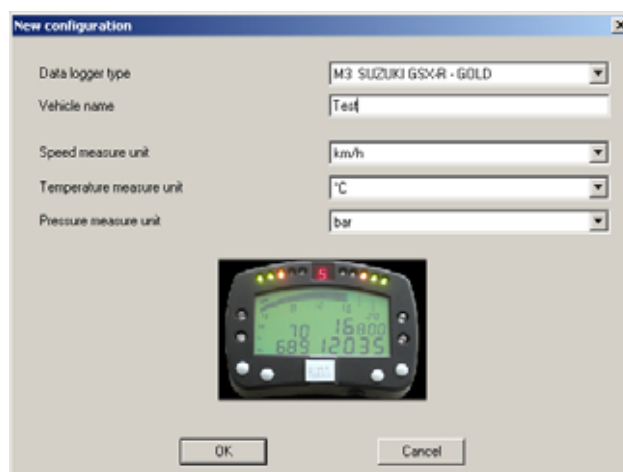 New configuration
Data logger type
M3 SUZUKI GSX-R - GOLD
Vehicle name
Test
Speed measure unit
km/h
Temperature measure unit
°C
Pressure measure unit
bar
5
70
689 12035
OK
Cancel